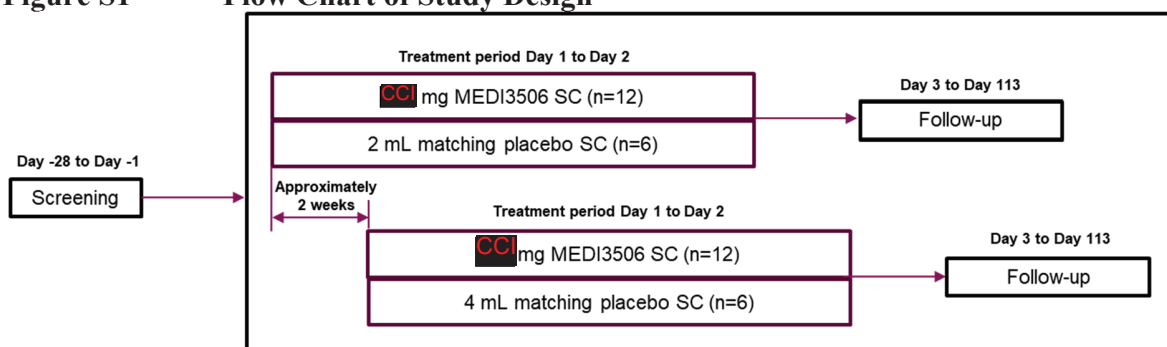 Figure S1 Flow Chart of Study Design
Treatment period Day 1 to Day 2
CCI mg MEDI3506 SC (n=12)
2 mL matching placebo SC (n=6)
Day 3 to Day 113
Follow-up
Day -28 to Day -1
Screening
Approximately
2 weeks
Treatment period Day 1 to Day 2
CCI mg MEDI3506 SC (n=12)
4 mL matching placebo SC (n=6)
Day 3 to Day 113
Follow-up